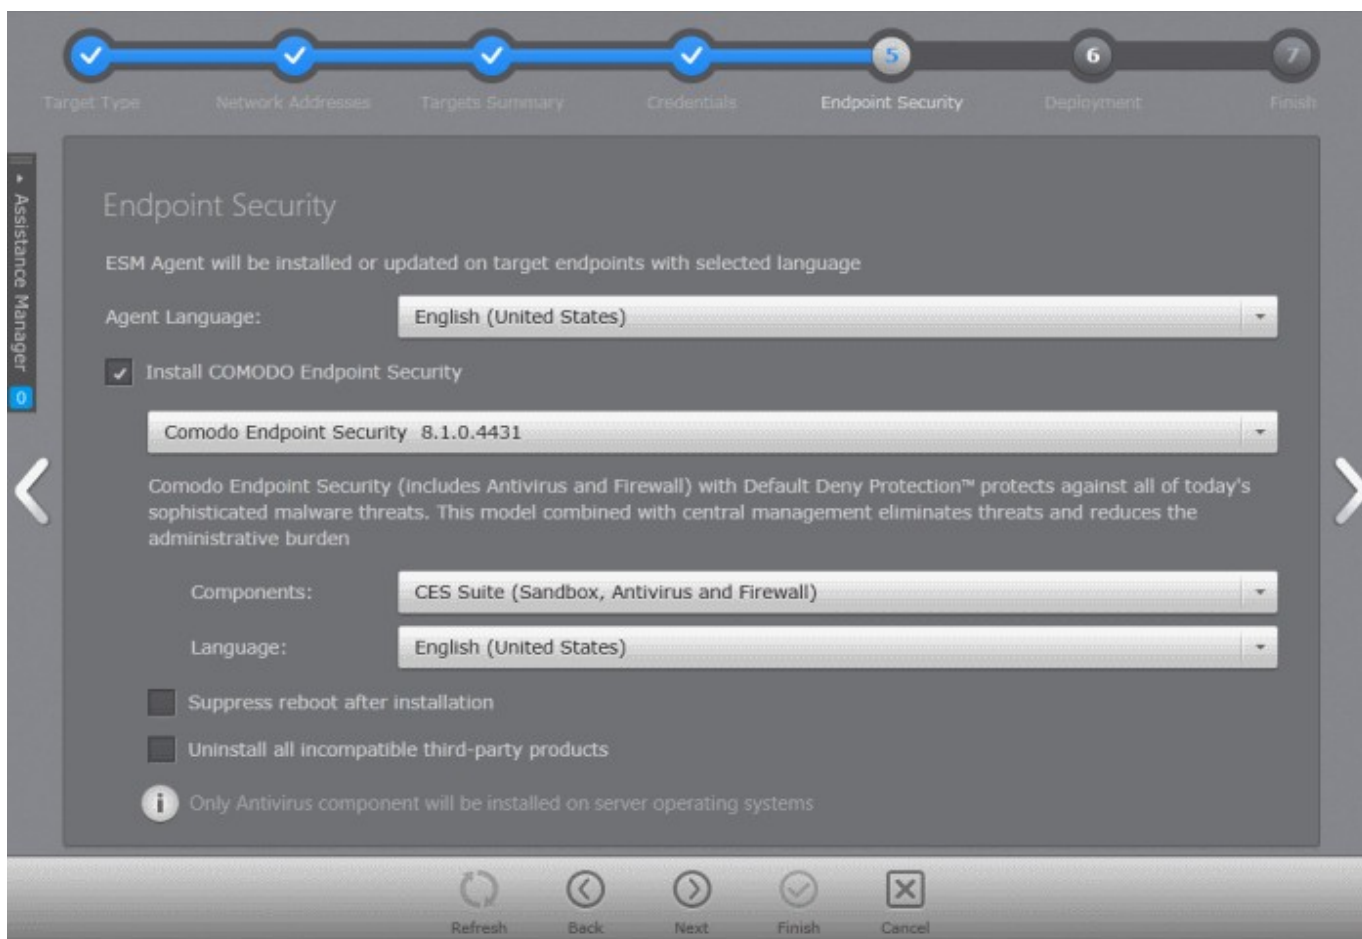 5 6 7
Target Type Network Addresses Targets Summary Credentials Endpoint Security Deployment Finish
Assistance Manager
0
Endpoint Security
ESM Agent will be installed or updated on target endpoints with selected language
Agent Language: English (United States)
Install COMODO Endpoint Security
Comodo Endpoint Security 8.1.0.4431
Comodo Endpoint Security (includes Antivirus and Firewall) with Default Deny Protection™ protects against all of today's
sophisticated malware threats. This model combined with central management eliminates threats and reduces the
administrative burden
Components: CES Suite (Sandbox, Antivirus and Firewall)
Language: English (United States)
Suppress reboot after installation
Uninstall all incompatible third-party products
i Only Antivirus component will be installed on server operating systems
Refresh Back Next Finish Cancel